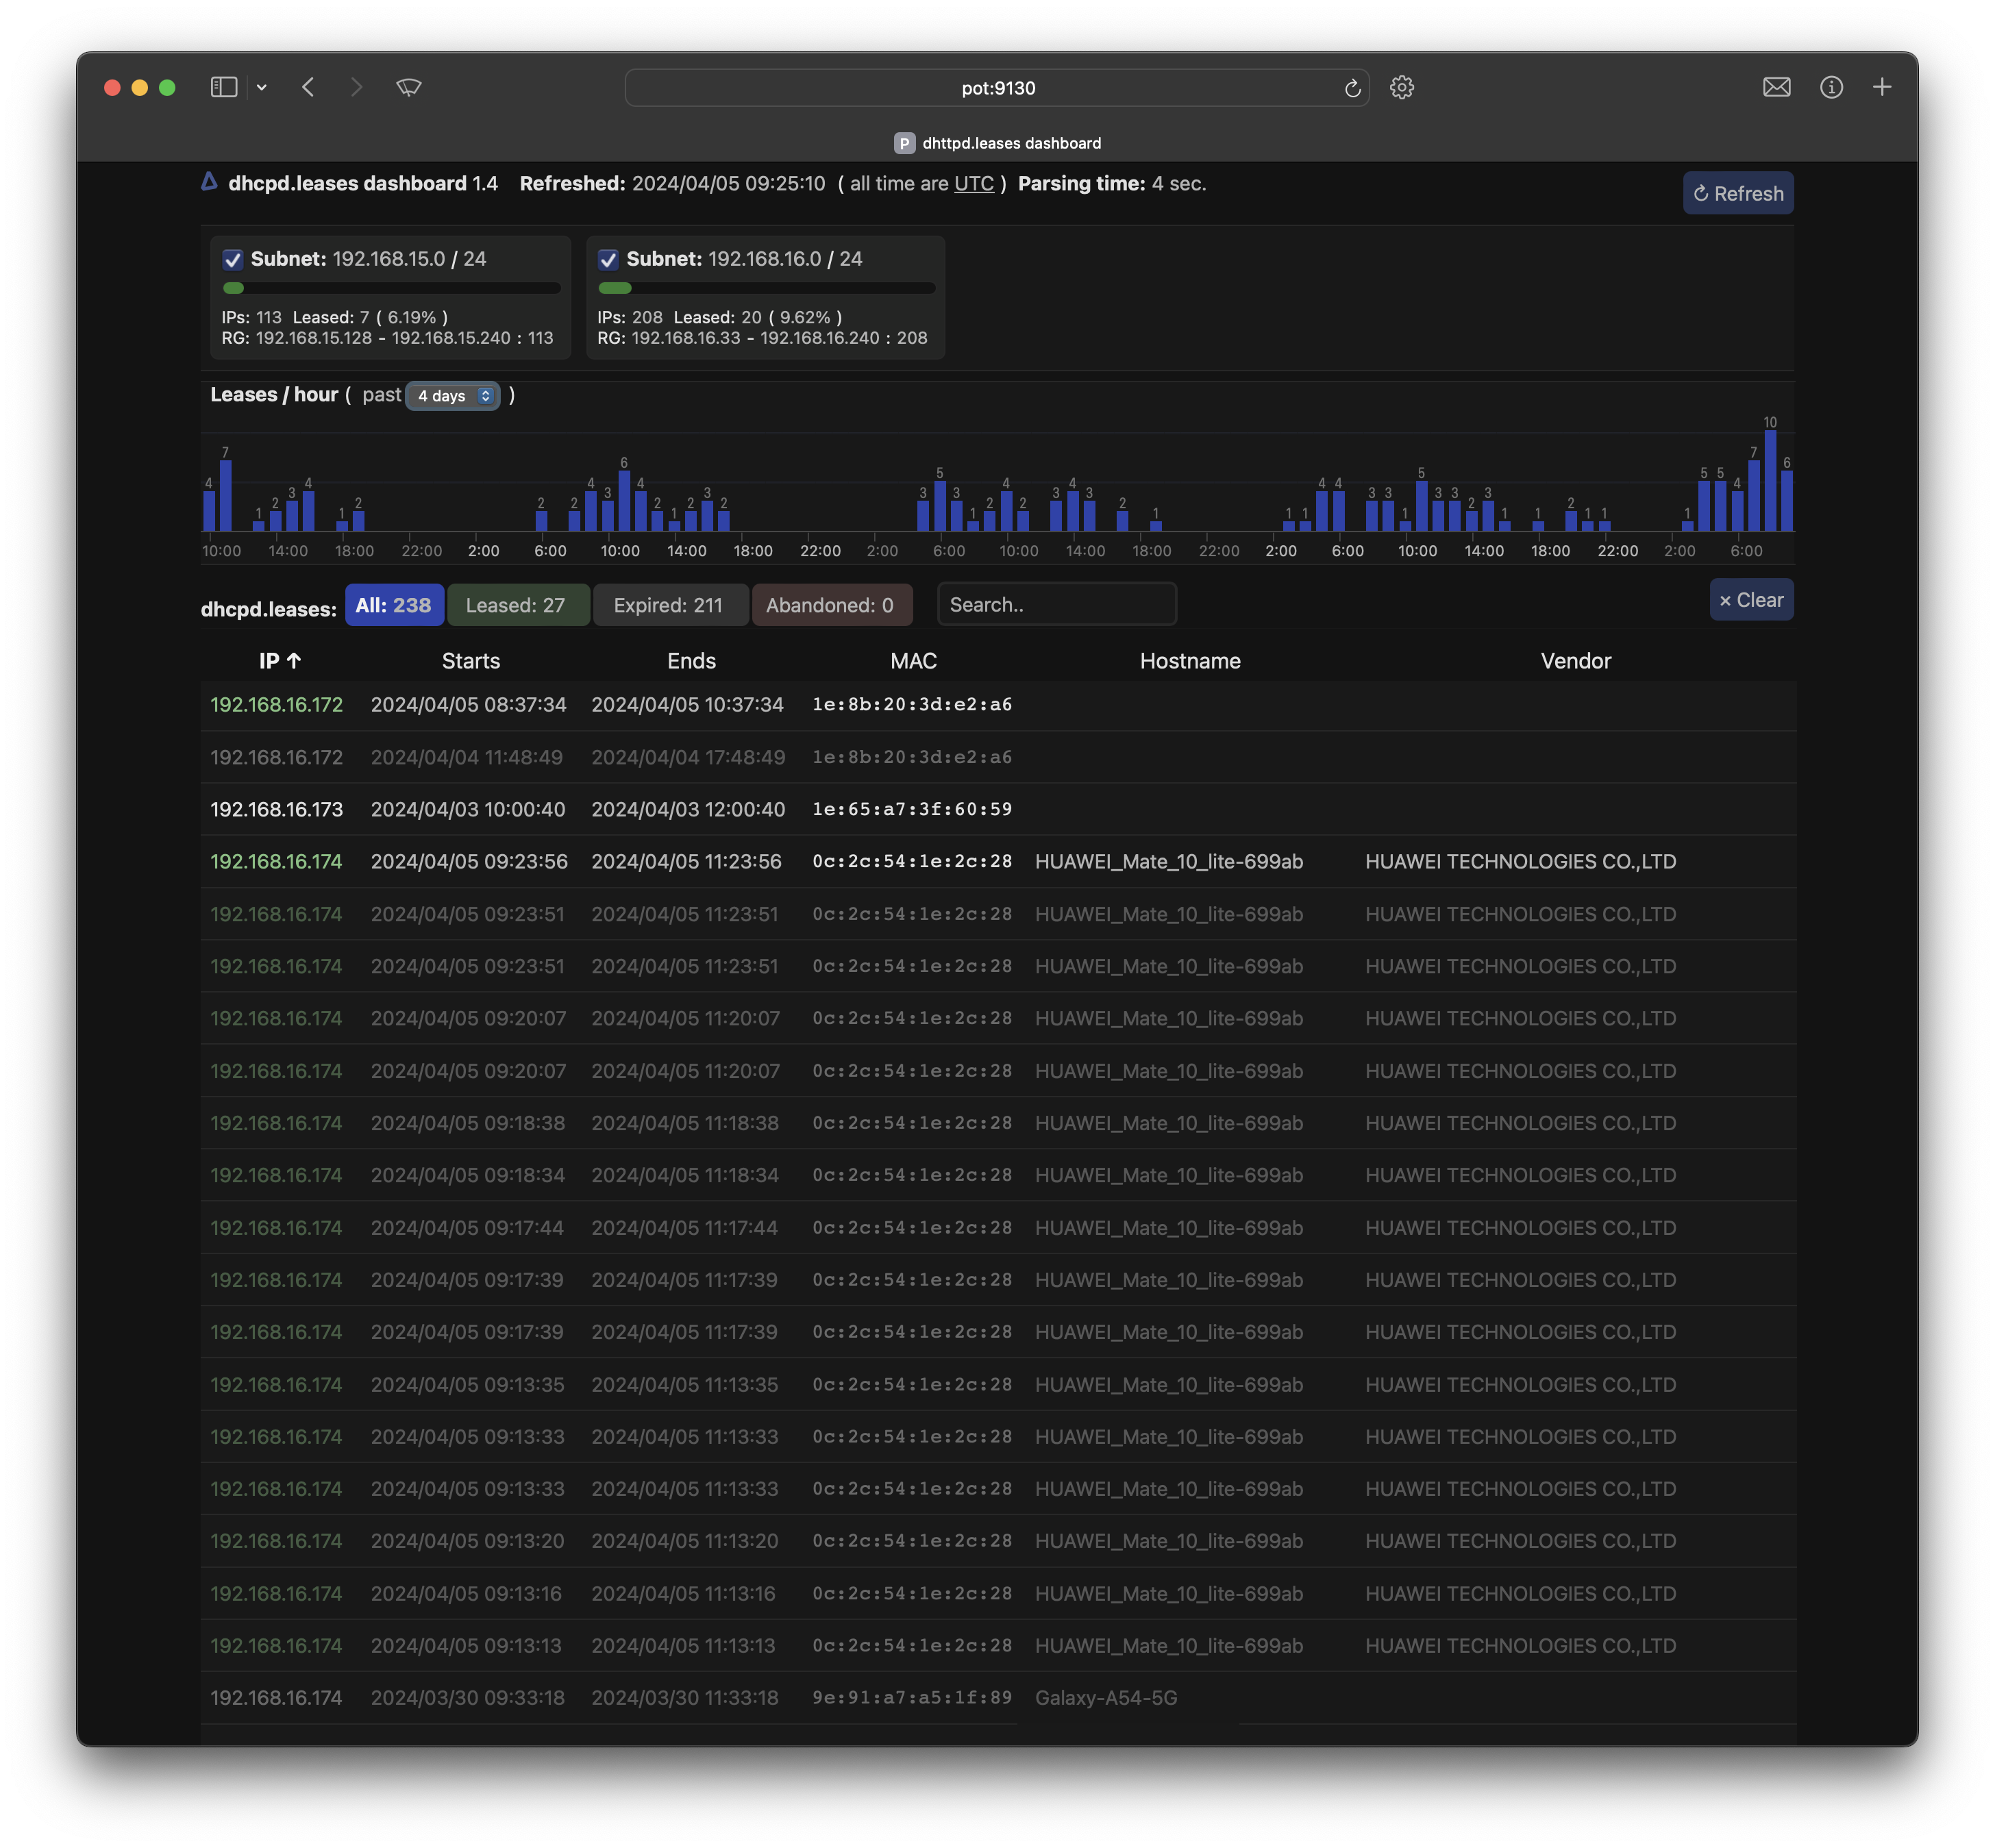 pot:9130
P dhttpd.leases dashboard
dhcpd.leases dashboard 1.4 Refreshed: 2024/04/05 09:25:10 ( all time are UTC ) Parsing time: 4 sec.
Refresh
Subnet: 192.168.15.0 / 24
IPs: 113 Leased: 7 ( 6.19% )
RG: 192.168.15.128 - 192.168.15.240 : 113
Subnet: 192.168.16.0 / 24
IPs: 208 Leased: 20 ( 9.62% )
RG: 192.168.16.33 - 192.168.16.240 : 208
Leases / hour ( past 4 days )
4 7 1 2 3 4 1 2 2 2 4 3 6 4 2 1 2 3 2 3 5 3 1 2 4 2 3 4 3 2 1 1 1 4 4 3 3 1 5 3 3 2 3 1 1 2 1 1 1 5 5 4 7 10 6
10:00 14:00 18:00 22:00 2:00 6:00 10:00 14:00 18:00 22:00 2:00 6:00 10:00 14:00 18:00 22:00 2:00 6:00 10:00 14:00 18:00 22:00 2:00 6:00
dhcpd.leases: All: 238 Leased: 27 Expired: 211 Abandoned: 0 Search.. × Clear
IP ↑ Starts Ends MAC Hostname Vendor
192.168.16.172 2024/04/05 08:37:34 2024/04/05 10:37:34 1e:8b:20:3d:e2:a6
192.168.16.172 2024/04/04 11:48:49 2024/04/04 17:48:49 1e:8b:20:3d:e2:a6
192.168.16.173 2024/04/03 10:00:40 2024/04/03 12:00:40 1e:65:a7:3f:60:59
192.168.16.174 2024/04/05 09:23:56 2024/04/05 11:23:56 0c:2c:54:1e:2c:28 HUAWEI_Mate_10_lite-699ab HUAWEI TECHNOLOGIES CO.,LTD
192.168.16.174 2024/04/05 09:23:51 2024/04/05 11:23:51 0c:2c:54:1e:2c:28 HUAWEI_Mate_10_lite-699ab HUAWEI TECHNOLOGIES CO.,LTD
192.168.16.174 2024/04/05 09:23:51 2024/04/05 11:23:51 0c:2c:54:1e:2c:28 HUAWEI_Mate_10_lite-699ab HUAWEI TECHNOLOGIES CO.,LTD
192.168.16.174 2024/04/05 09:20:07 2024/04/05 11:20:07 0c:2c:54:1e:2c:28 HUAWEI_Mate_10_lite-699ab HUAWEI TECHNOLOGIES CO.,LTD
192.168.16.174 2024/04/05 09:20:07 2024/04/05 11:20:07 0c:2c:54:1e:2c:28 HUAWEI_Mate_10_lite-699ab HUAWEI TECHNOLOGIES CO.,LTD
192.168.16.174 2024/04/05 09:18:38 2024/04/05 11:18:38 0c:2c:54:1e:2c:28 HUAWEI_Mate_10_lite-699ab HUAWEI TECHNOLOGIES CO.,LTD
192.168.16.174 2024/04/05 09:18:34 2024/04/05 11:18:34 0c:2c:54:1e:2c:28 HUAWEI_Mate_10_lite-699ab HUAWEI TECHNOLOGIES CO.,LTD
192.168.16.174 2024/04/05 09:17:44 2024/04/05 11:17:44 0c:2c:54:1e:2c:28 HUAWEI_Mate_10_lite-699ab HUAWEI TECHNOLOGIES CO.,LTD
192.168.16.174 2024/04/05 09:17:39 2024/04/05 11:17:39 0c:2c:54:1e:2c:28 HUAWEI_Mate_10_lite-699ab HUAWEI TECHNOLOGIES CO.,LTD
192.168.16.174 2024/04/05 09:17:39 2024/04/05 11:17:39 0c:2c:54:1e:2c:28 HUAWEI_Mate_10_lite-699ab HUAWEI TECHNOLOGIES CO.,LTD
192.168.16.174 2024/04/05 09:13:35 2024/04/05 11:13:35 0c:2c:54:1e:2c:28 HUAWEI_Mate_10_lite-699ab HUAWEI TECHNOLOGIES CO.,LTD
192.168.16.174 2024/04/05 09:13:33 2024/04/05 11:13:33 0c:2c:54:1e:2c:28 HUAWEI_Mate_10_lite-699ab HUAWEI TECHNOLOGIES CO.,LTD
192.168.16.174 2024/04/05 09:13:33 2024/04/05 11:13:33 0c:2c:54:1e:2c:28 HUAWEI_Mate_10_lite-699ab HUAWEI TECHNOLOGIES CO.,LTD
192.168.16.174 2024/04/05 09:13:20 2024/04/05 11:13:20 0c:2c:54:1e:2c:28 HUAWEI_Mate_10_lite-699ab HUAWEI TECHNOLOGIES CO.,LTD
192.168.16.174 2024/04/05 09:13:16 2024/04/05 11:13:16 0c:2c:54:1e:2c:28 HUAWEI_Mate_10_lite-699ab HUAWEI TECHNOLOGIES CO.,LTD
192.168.16.174 2024/04/05 09:13:13 2024/04/05 11:13:13 0c:2c:54:1e:2c:28 HUAWEI_Mate_10_lite-699ab HUAWEI TECHNOLOGIES CO.,LTD
192.168.16.174 2024/03/30 09:33:18 2024/03/30 11:33:18 9e:91:a7:a5:1f:89 Galaxy-A54-5G